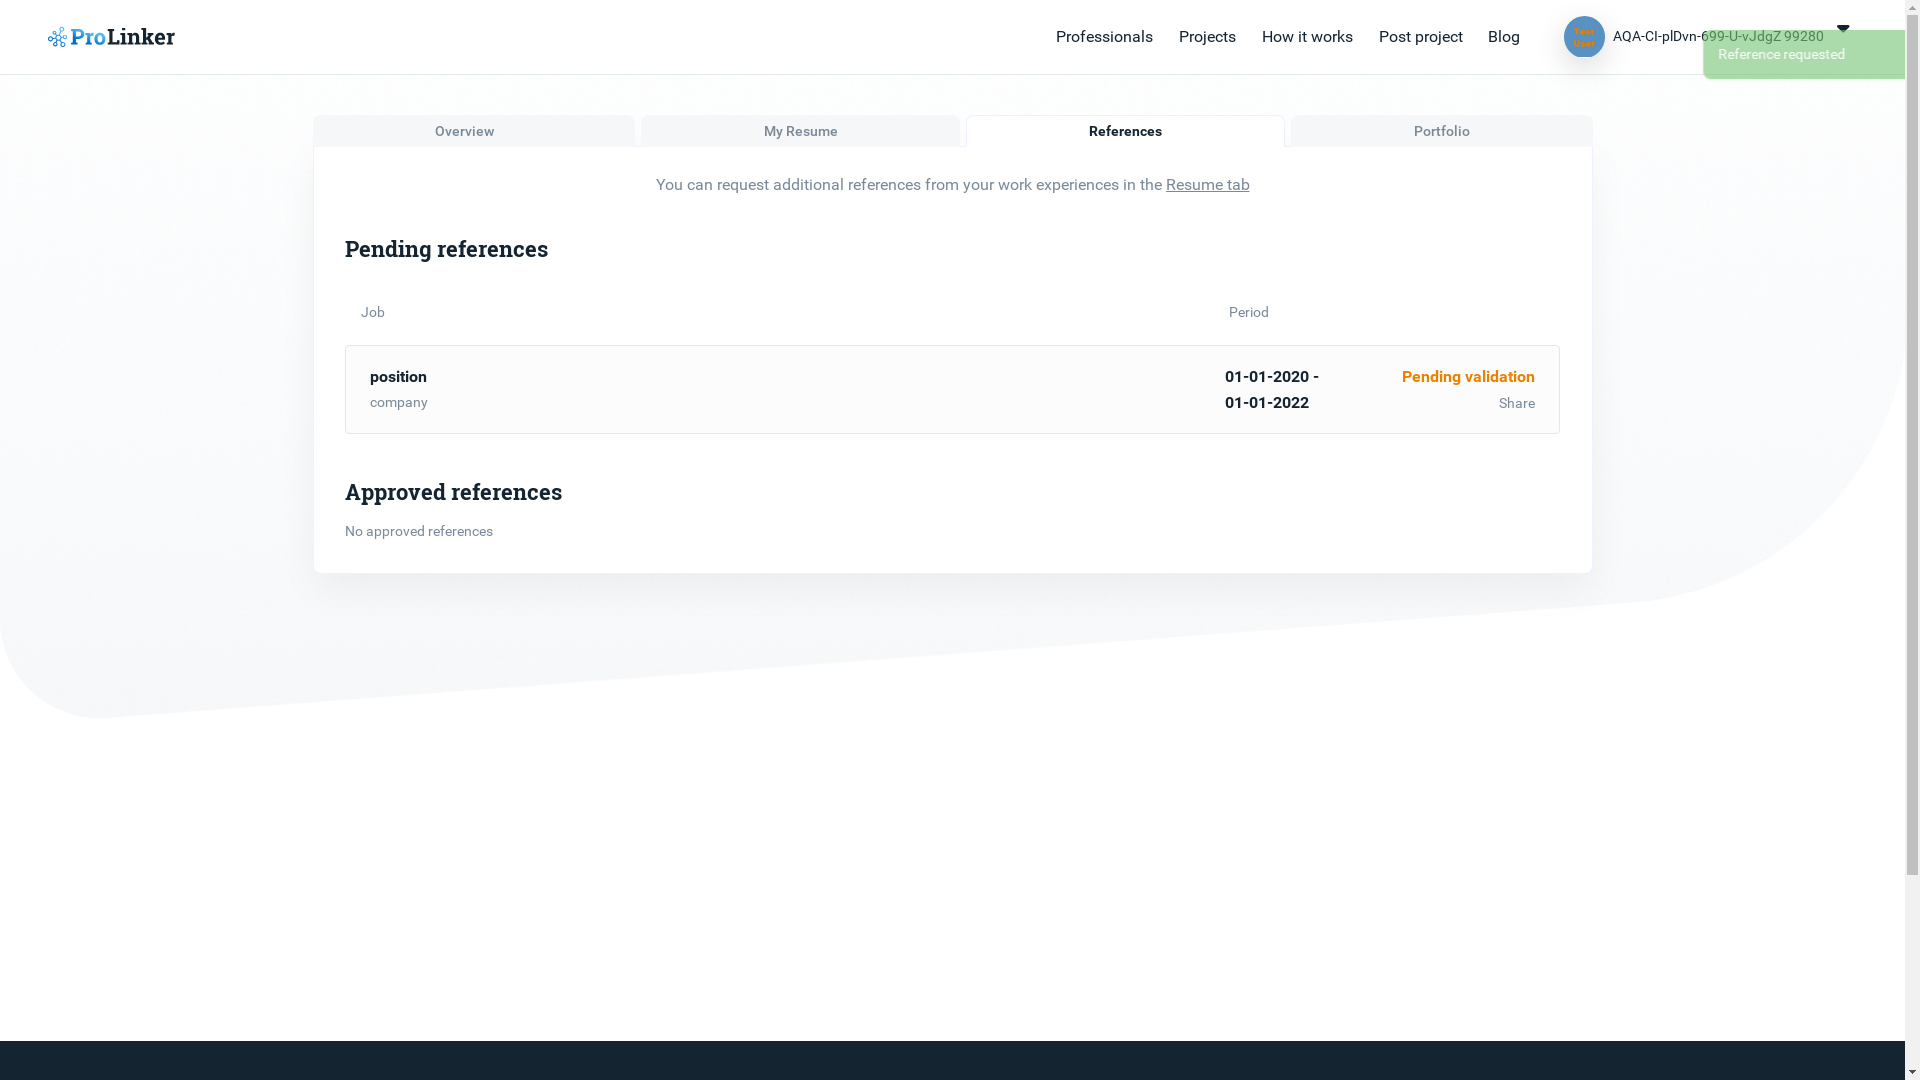 ProLinker
Professionals
Projects
How it works
Post project
Blog
Test
User
AQA-CI-plDvn-699-U-vJdgZ 99280
Reference requested
Overview
My Resume
References
Portfolio
You can request additional references from your work experiences in the Resume tab
Pending references
Job
Period
position
company
01-01-2020 -
01-01-2022
Pending validation
Share
Approved references
No approved references